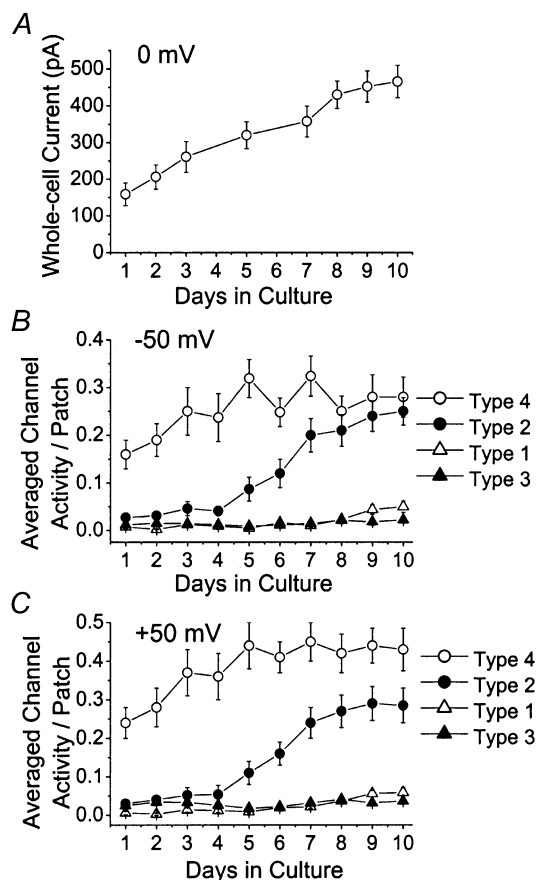 A
0 mV
Whole-cell Current (pA)
500
400
300
200
100
0
1 2 3 4 5 6 7 8 9 10
Days in Culture
B
-50 mV
Averaged Channel
Activity / Patch
0.4
0.3
0.2
0.1
0.0
1 2 3 4 5 6 7 8 9 10
Days in Culture
Type 4
Type 2
Type 1
Type 3
C
+50 mV
Averaged Channel
Activity / Patch
0.5
0.4
0.3
0.2
0.1
0.0
1 2 3 4 5 6 7 8 9 10
Days in Culture
Type 4
Type 2
Type 1
Type 3